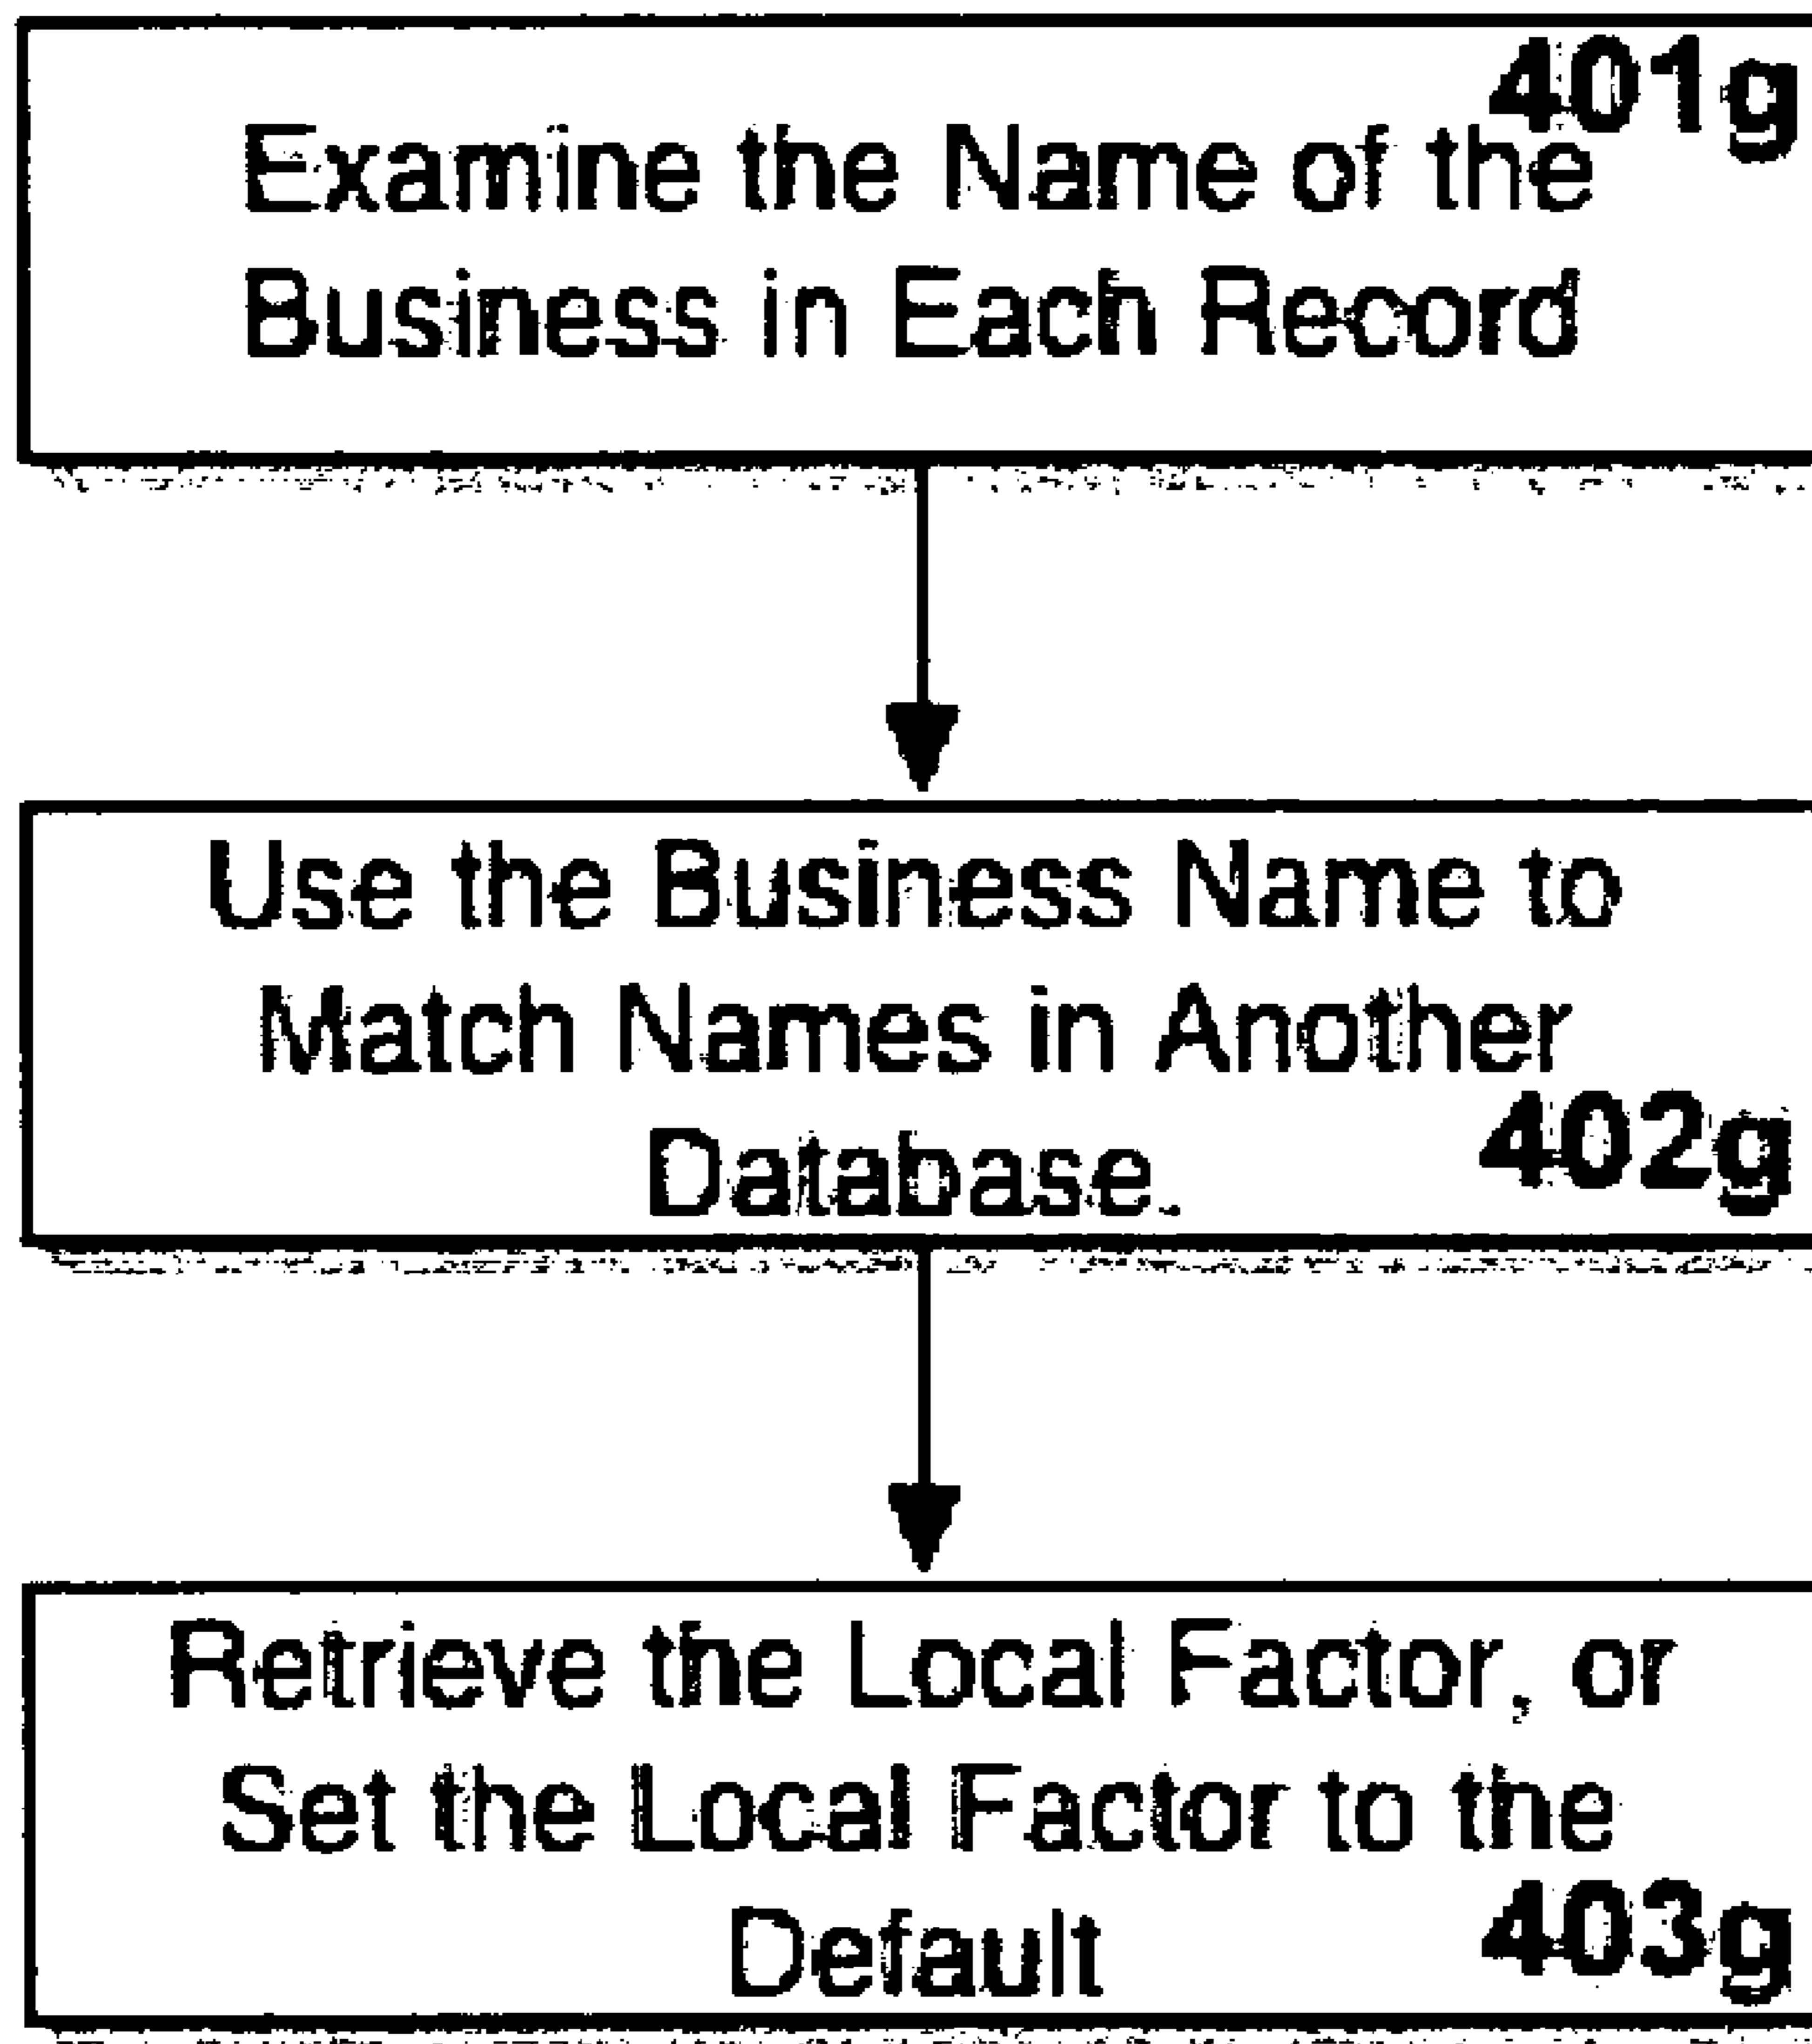 401g
Examine the Name of the
Business in Each Record
Use the Business Name to
Match Names in Another
Database.
402g
Retrieve the Local Factor, or
Set the Local Factor to the
Default
403g